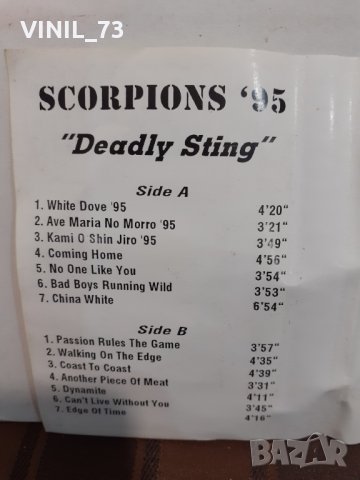 VINIL_73
SCORPIONS '95
"Deadly Sting"
Side A
1. White Dove '95 4'20"
2. Ave Maria No Morro '95 3'21"
3. Kami O Shin Jiro '95 3'49"
4. Coming Home 4'56"
5. No One Like You 3'54"
6. Bad Boys Running Wild 3'53"
7. China White 6'54"
Side B
1. Passion Rules The Game 3'57"
2. Walking On The Edge 4'35"
3. Coast To Coast 4'39"
4. Another Piece Of Meat 3'31"
5. Dynamite 4'11"
6. Can't Live Without You 3'45"
7. Edge Of Time 4'16"
BAZAR